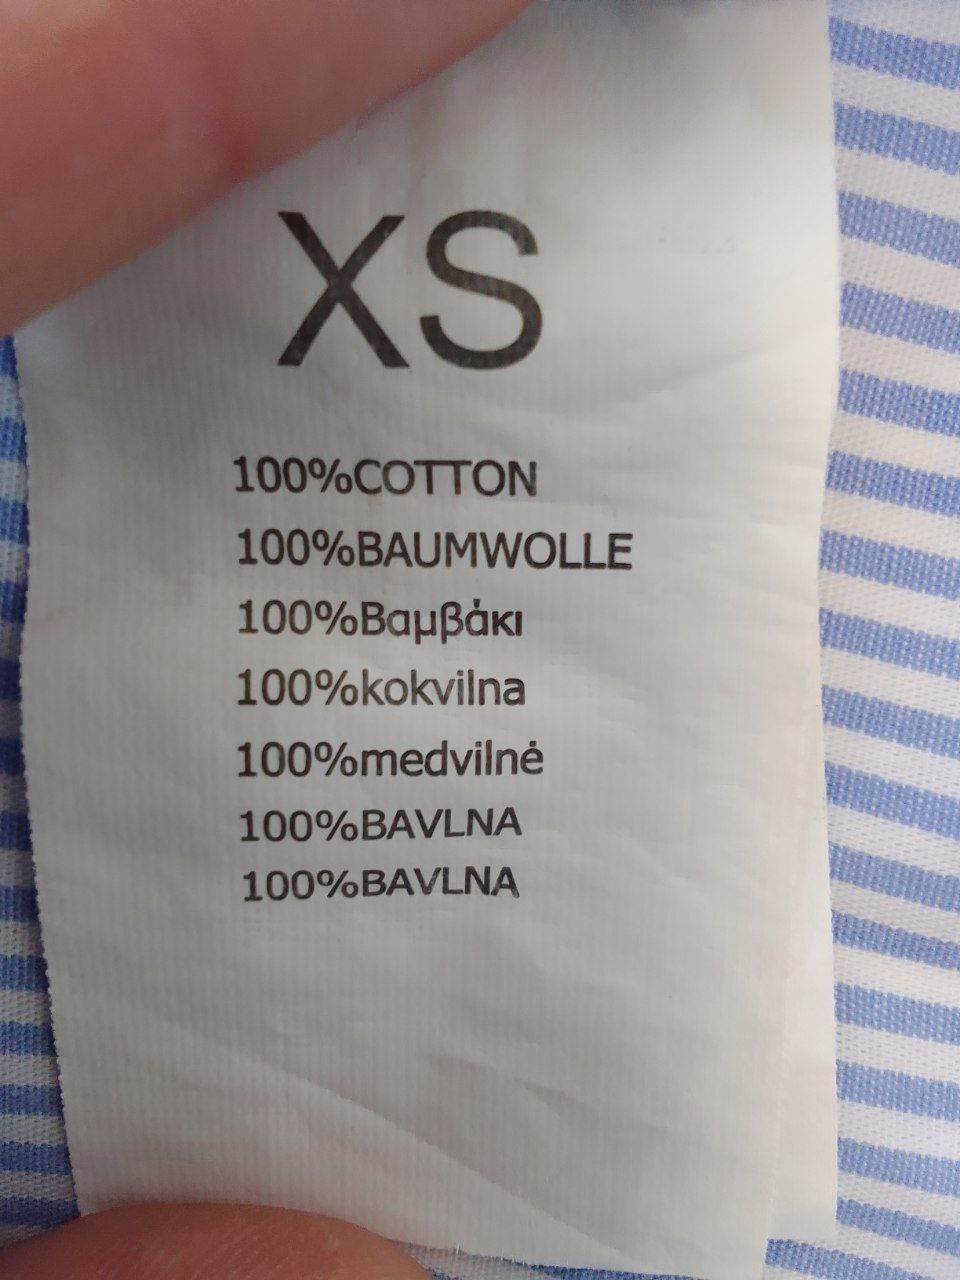 XS
100%COTTON
100%BAUMWOLLE
100%Βαμβάκι
100%kokvilna
100%medvilnė
100%BAVLNA
100%BAVLNA